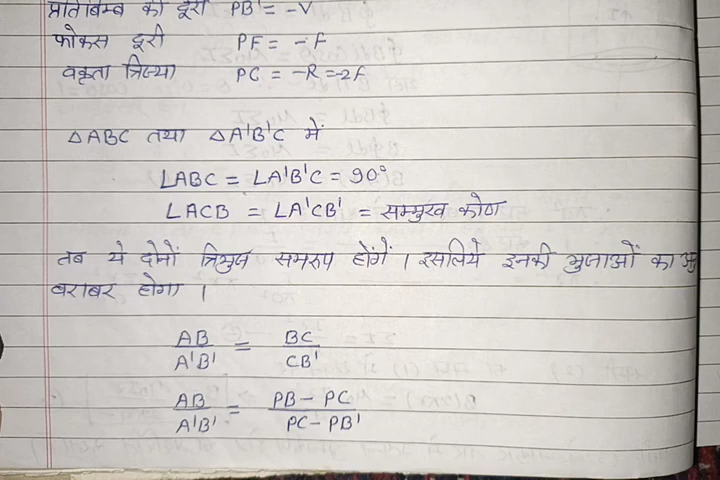 प्रतिबिम्ब की दूरी PB' = -V
फोकस दूरी PF = -F
वक्रता त्रिज्या PC = -R = -2F
△ABC तथा △A'B'C में
∠ABC = ∠A'B'C = 90°
∠ACB = ∠A'CB' = सम्मुख कोण
तब ये दोनों त्रिभुज समरूप होंगें । इसलिये इनकी भुजाओं का
बराबर होगा ।
AB/A'B' = BC/CB'
AB/A'B' = PB - PC/PC - PB'